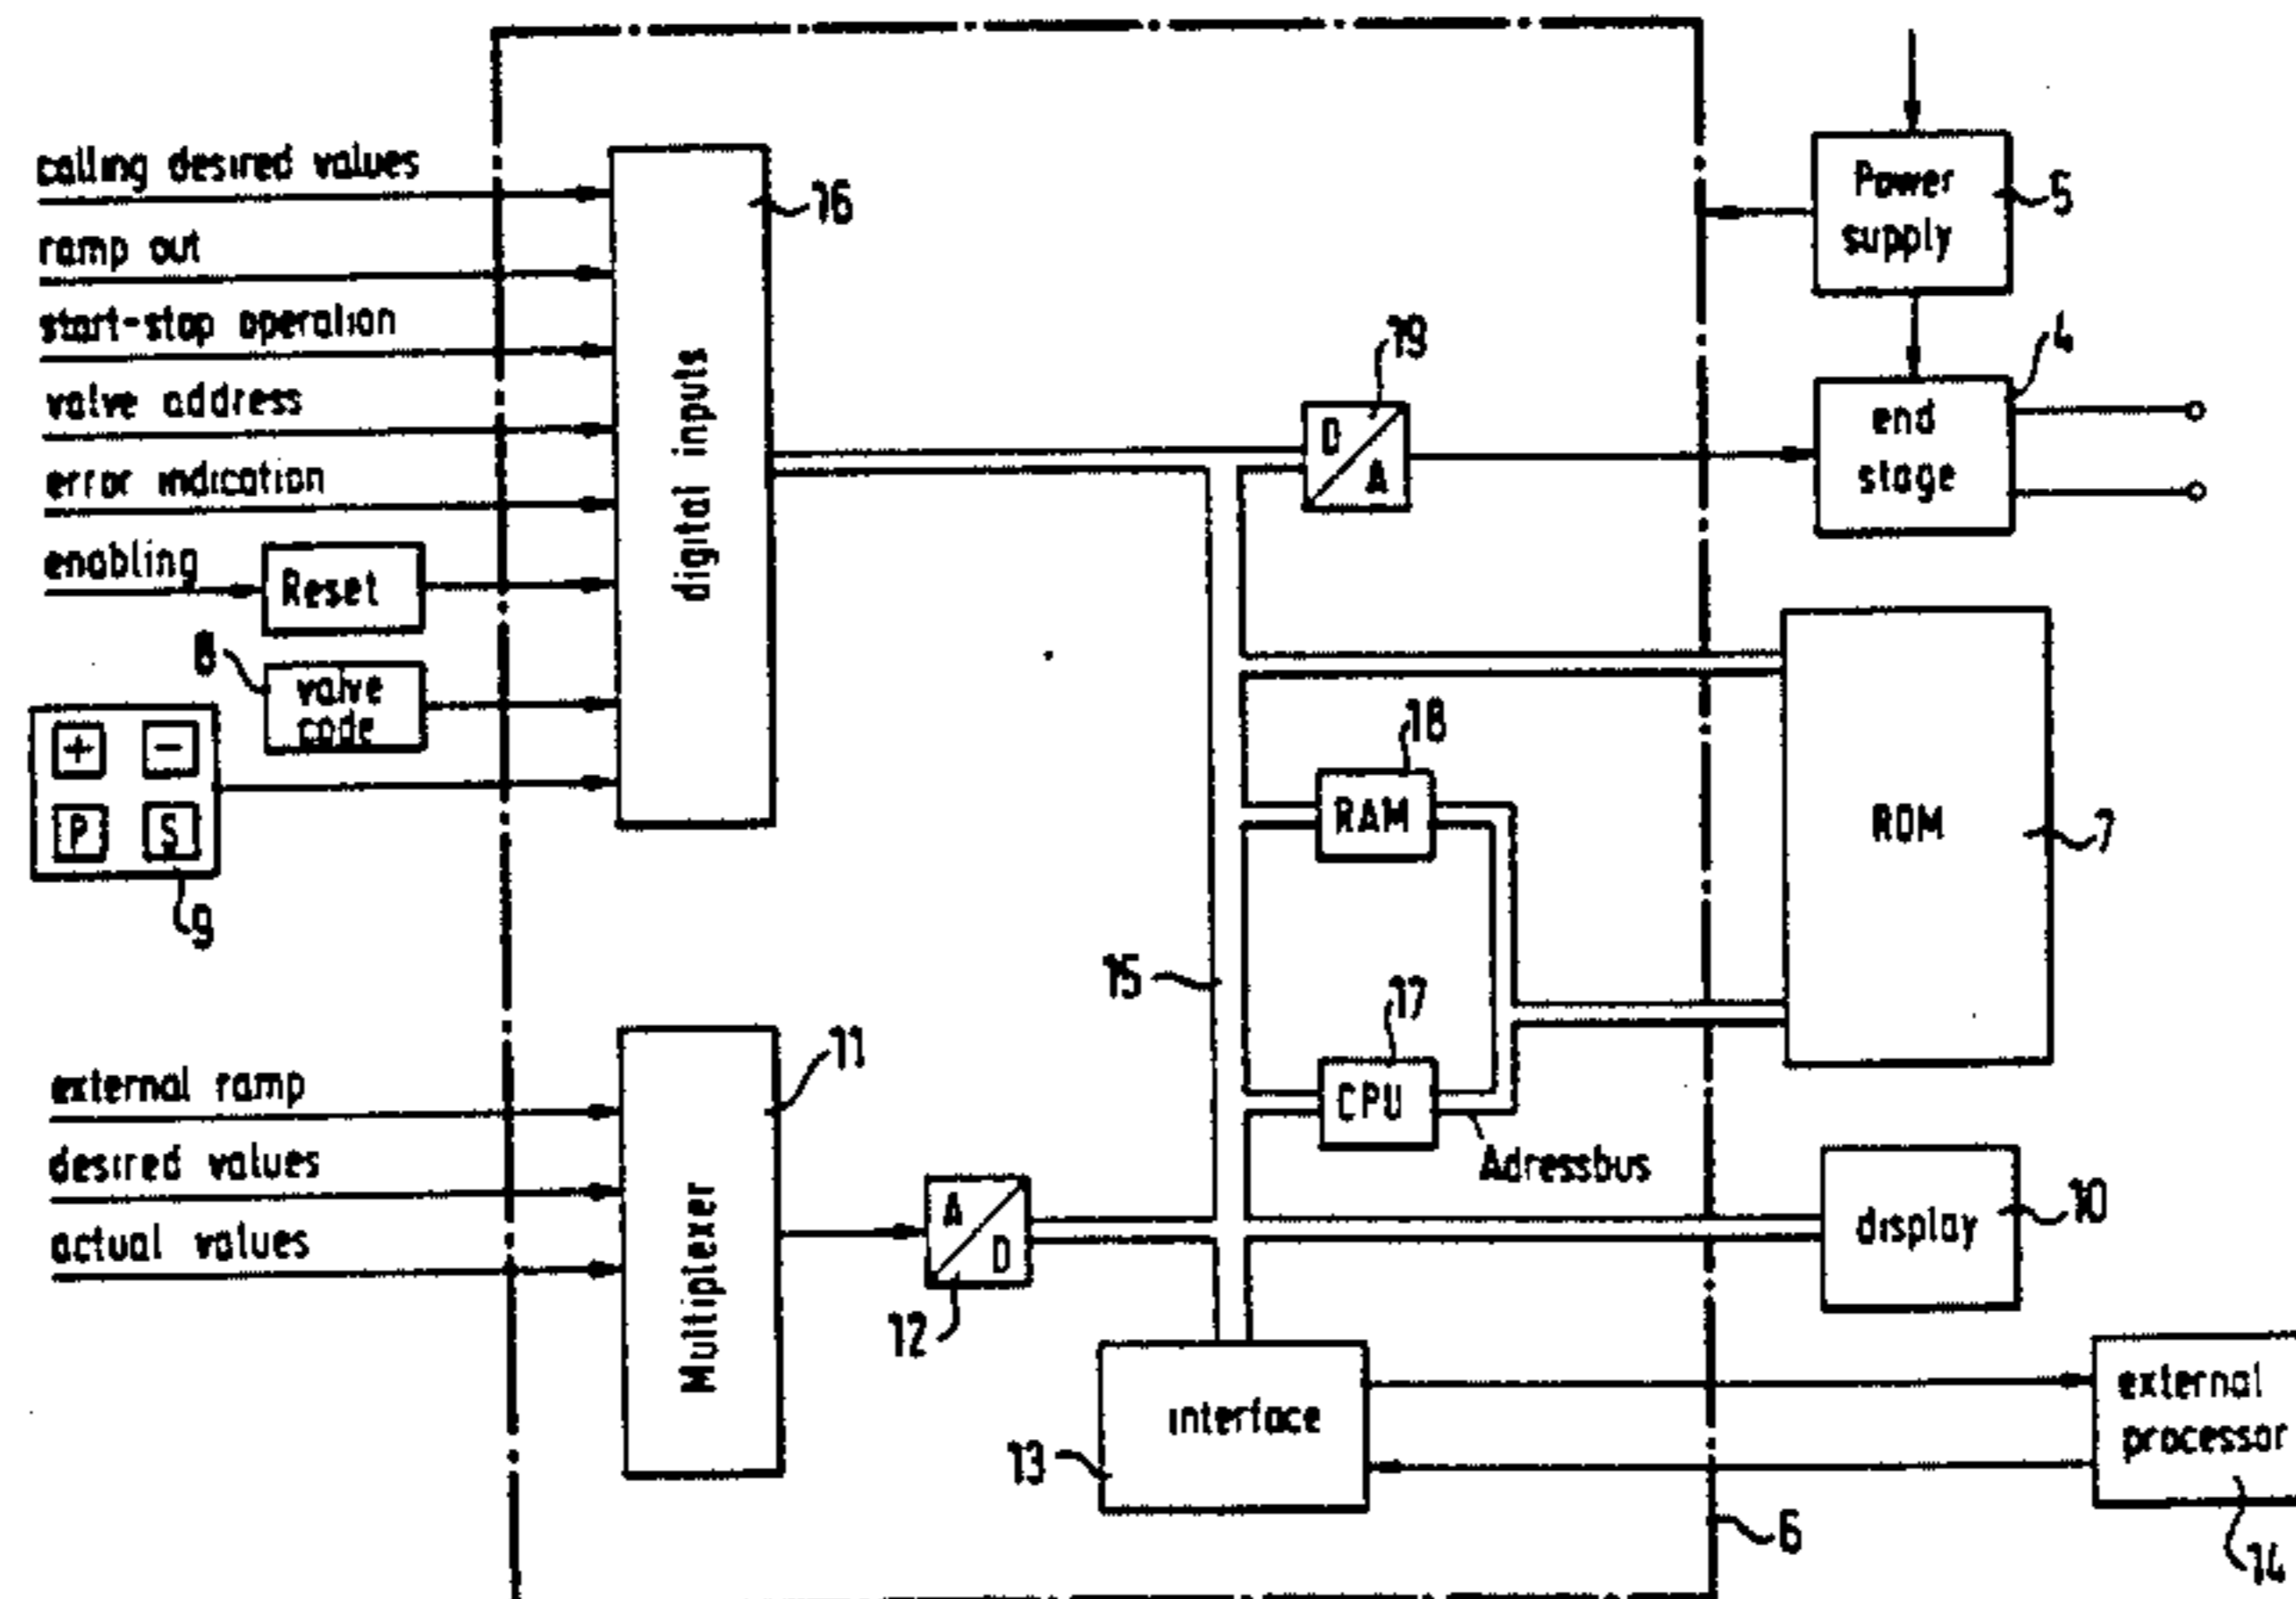 calling desired values
ramp out
start-stop operation
valve address
error indication
enabling
Reset
8
valve
code
+ -
P S
9
16
digital inputs
external ramp
desired values
actual values
11
Multiplexer
A
D
12
19
D
A
Power
supply
5
4
end
stage
18
RAM
ROM
7
15
17
CPU
Adressbus
display
10
interface
13
external
processor
14
6